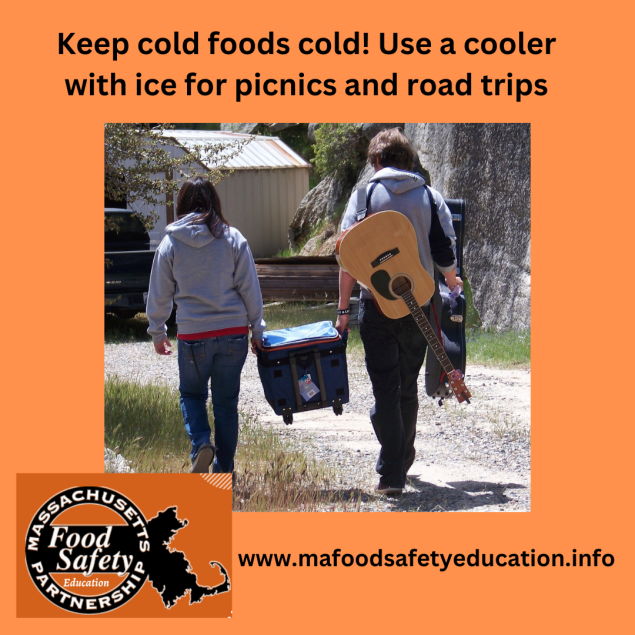 Keep cold foods cold! Use a cooler
with ice for picnics and road trips
MASSACHUSETTS
Food
Safety
Education
PARTNERSHIP
www.mafoodsafetyeducation.info